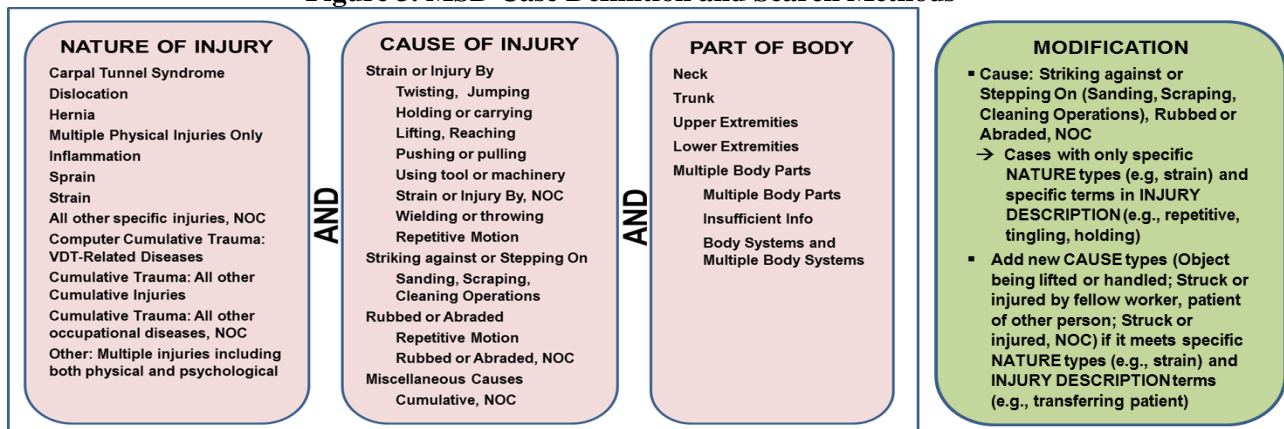 Figure 3. MSD Case Definition and Search Methods
NATURE OF INJURY
Carpal Tunnel Syndrome
Dislocation
Hernia
Multiple Physical Injuries Only
Inflammation
Sprain
Strain
All other specific injuries, NOC
Computer Cumulative Trauma:
VDT-Related Diseases
Cumulative Trauma: All other
Cumulative Injuries
Cumulative Trauma: All other
occupational diseases, NOC
Other: Multiple injuries including
both physical and psychological
AND
CAUSE OF INJURY
Strain or Injury By
Twisting, Jumping
Holding or carrying
Lifting, Reaching
Pushing or pulling
Using tool or machinery
Strain or Injury By, NOC
Wielding or throwing
Repetitive Motion
Striking against or Stepping On
Sanding, Scraping,
Cleaning Operations
Rubbed or Abraded
Repetitive Motion
Rubbed or Abraded, NOC
Miscellaneous Causes
Cumulative, NOC
AND
PART OF BODY
Neck
Trunk
Upper Extremities
Lower Extremities
Multiple Body Parts
Multiple Body Parts
Insufficient Info
Body Systems and
Multiple Body Systems
MODIFICATION
▪ Cause: Striking against or
Stepping On (Sanding, Scraping,
Cleaning Operations), Rubbed or
Abraded, NOC
→ Cases with only specific
NATURE types (e.g, strain) and
specific terms in INJURY
DESCRIPTION (e.g., repetitive,
tingling, holding)
▪ Add new CAUSE types (Object
being lifted or handled; Struck or
injured by fellow worker, patient
of other person; Struck or
injured, NOC) if it meets specific
NATURE types (e.g., strain) and
INJURY DESCRIPTION terms
(e.g., transferring patient)